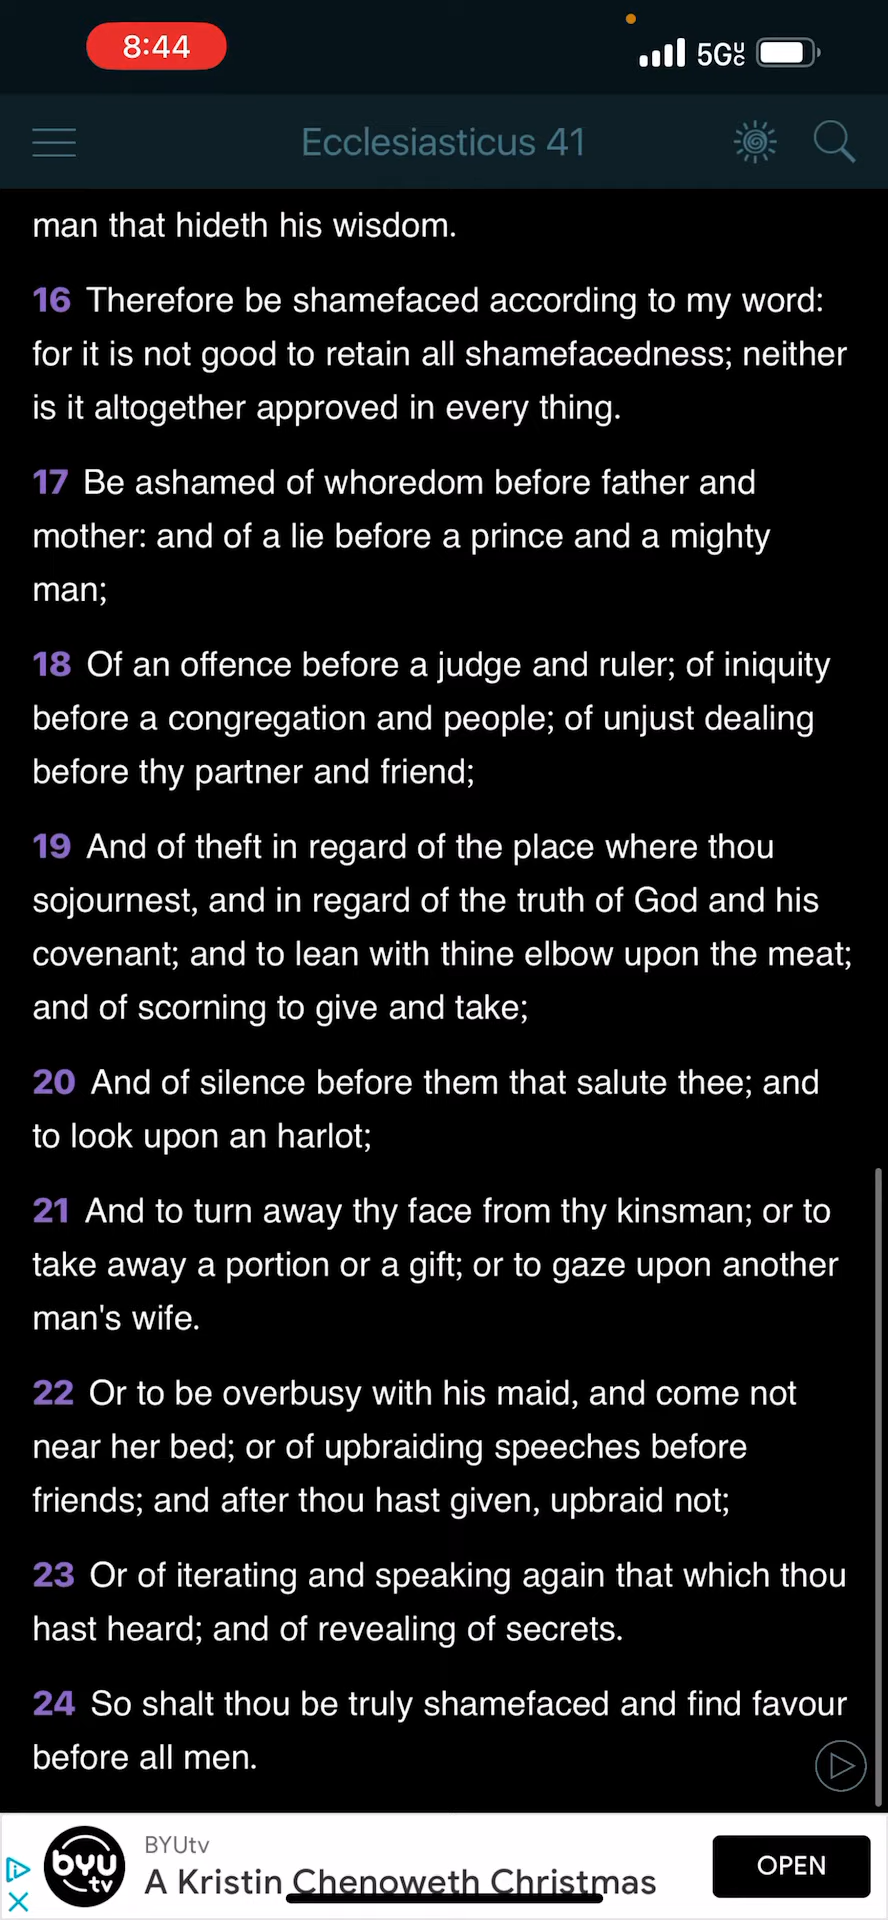 8:44
5GUC
Ecclesiasticus 41
man that hideth his wisdom.
16 Therefore be shamefaced according to my word:
for it is not good to retain all shamefacedness; neither
is it altogether approved in every thing.
17 Be ashamed of whoredom before father and
mother: and of a lie before a prince and a mighty
man;
18 Of an offence before a judge and ruler; of iniquity
before a congregation and people; of unjust dealing
before thy partner and friend;
19 And of theft in regard of the place where thou
sojournest, and in regard of the truth of God and his
covenant; and to lean with thine elbow upon the meat;
and of scorning to give and take;
20 And of silence before them that salute thee; and
to look upon an harlot;
21 And to turn away thy face from thy kinsman; or to
take away a portion or a gift; or to gaze upon another
man's wife.
22 Or to be overbusy with his maid, and come not
near her bed; or of upbraiding speeches before
friends; and after thou hast given, upbraid not;
23 Or of iterating and speaking again that which thou
hast heard; and of revealing of secrets.
24 So shalt thou be truly shamefaced and find favour
before all men.
byu
tv
BYUtv
A Kristin Chenoweth Christmas
OPEN